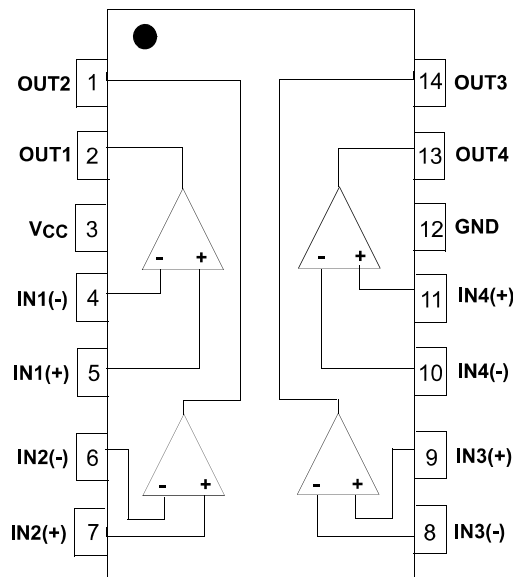 OUT2 1 14 OUT3
OUT1 2 13 OUT4
VCC 3 12 GND
- + - +
IN1(-) 4 11 IN4(+)
IN1(+) 5 10 IN4(-)
IN2(-) 6 9 IN3(+)
- + - +
IN2(+) 7 8 IN3(-)